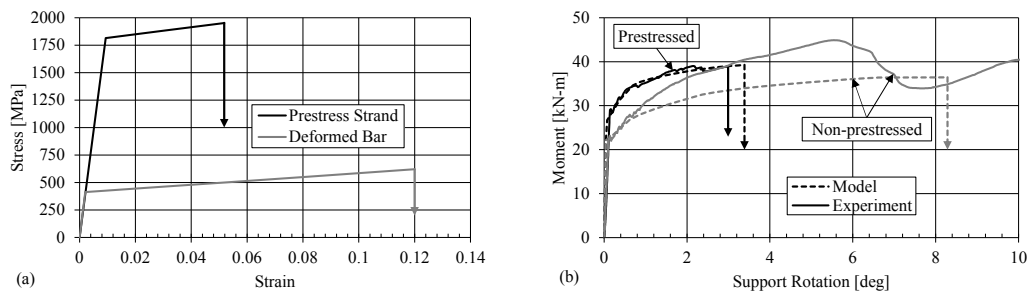 2000
1750
1500
1250
1000
750
500
250
0
Stress [MPa]
Prestress Strand
Deformed Bar
0 0.02 0.04 0.06 0.08 0.1 0.12 0.14
Strain
(a)
50
40
30
20
10
0
Moment [kN-m]
Prestressed
Non-prestressed
Model
Experiment
0 2 4 6 8 10
Support Rotation [deg]
(b)